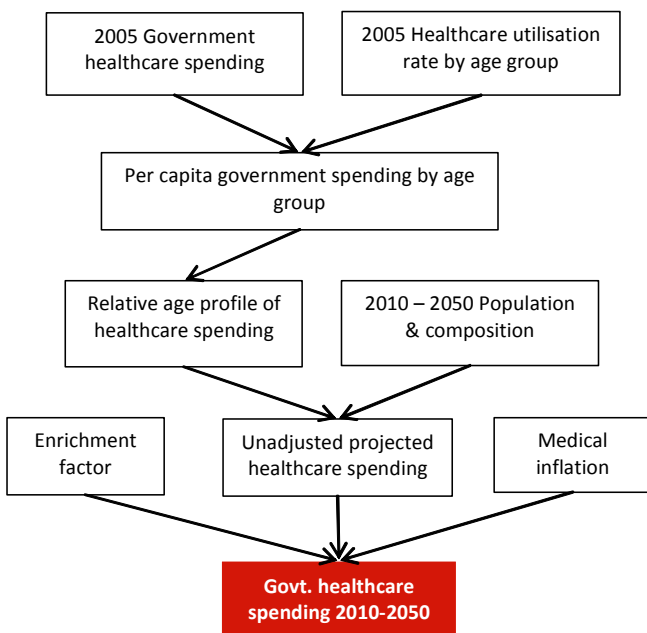 2005 Government
healthcare spending
2005 Healthcare utilisation
rate by age group
Per capita government spending by age
group
Relative age profile of
healthcare spending
2010 – 2050 Population
& composition
Enrichment
factor
Unadjusted projected
healthcare spending
Medical
inflation
Govt. healthcare
spending 2010-2050